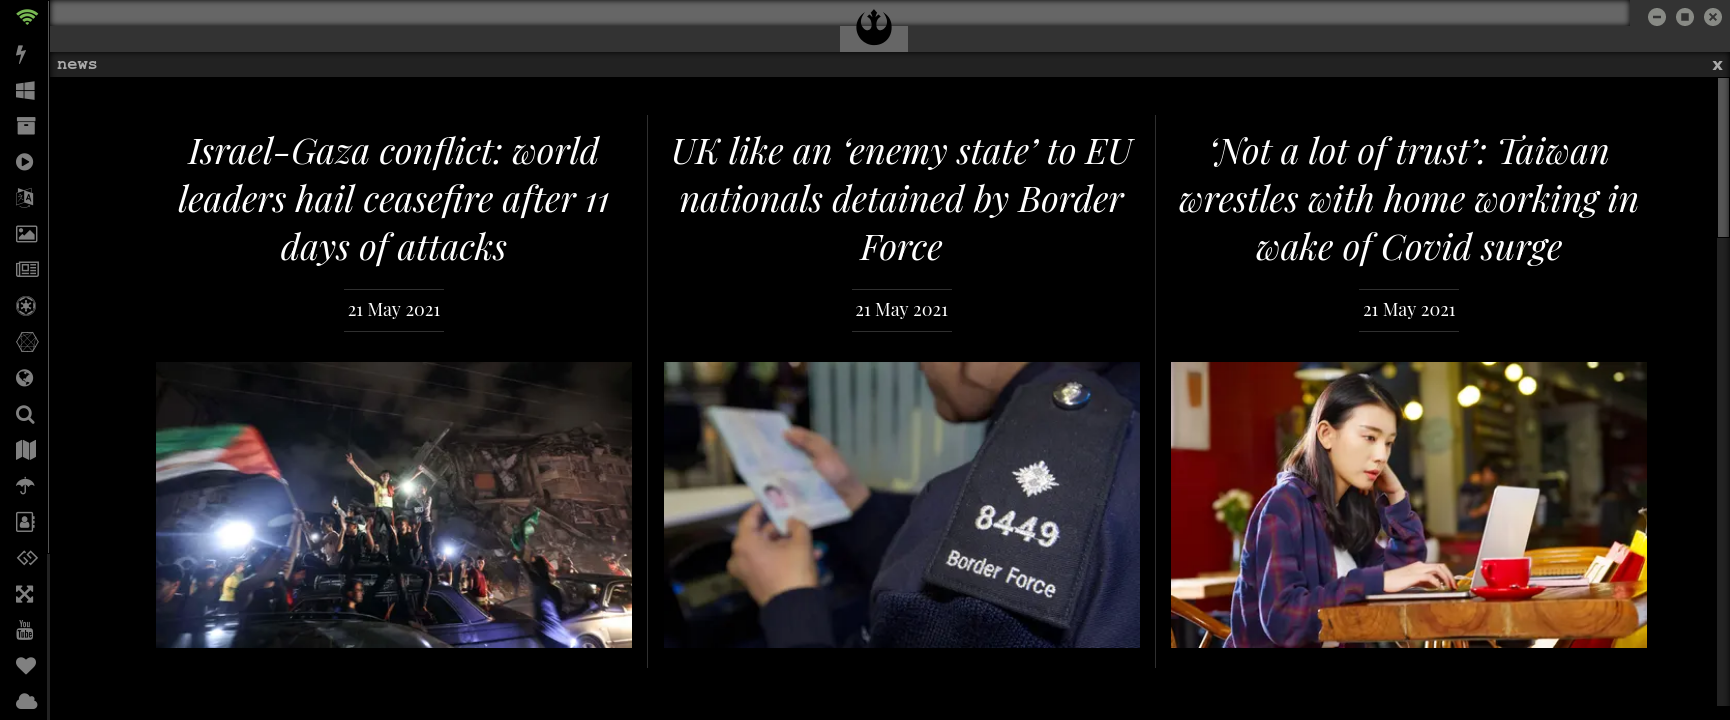 news
x
Israel-Gaza conflict: world
leaders hail ceasefire after 11
days of attacks
21 May 2021
UK like an ‘enemy state’ to EU
nationals detained by Border
Force
21 May 2021
8449
Border Force
‘Not a lot of trust’: Taiwan
wrestles with home working in
wake of Covid surge
21 May 2021
You
Tube